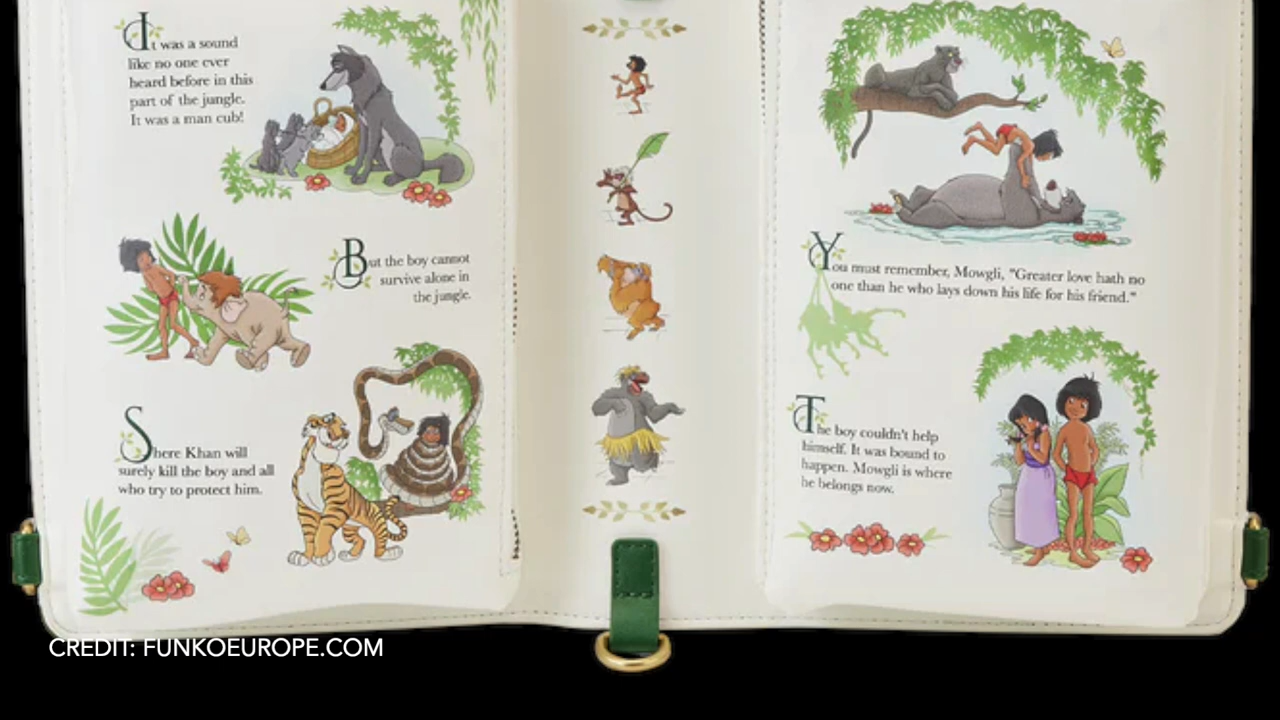 It was a sound
like no one ever
heard before in this
part of the jungle.
It was a man cub!
But the boy cannot
survive alone in
the jungle.
Shere Khan will
surely kill the boy and all
who try to protect him.
You must remember, Mowgli, "Greater love hath no
one than he who lays down his life for his friend."
The boy couldn't help
himself. It was bound to
happen. Mowgli is where
he belongs now.
CREDIT: FUNKOEUROPE.COM